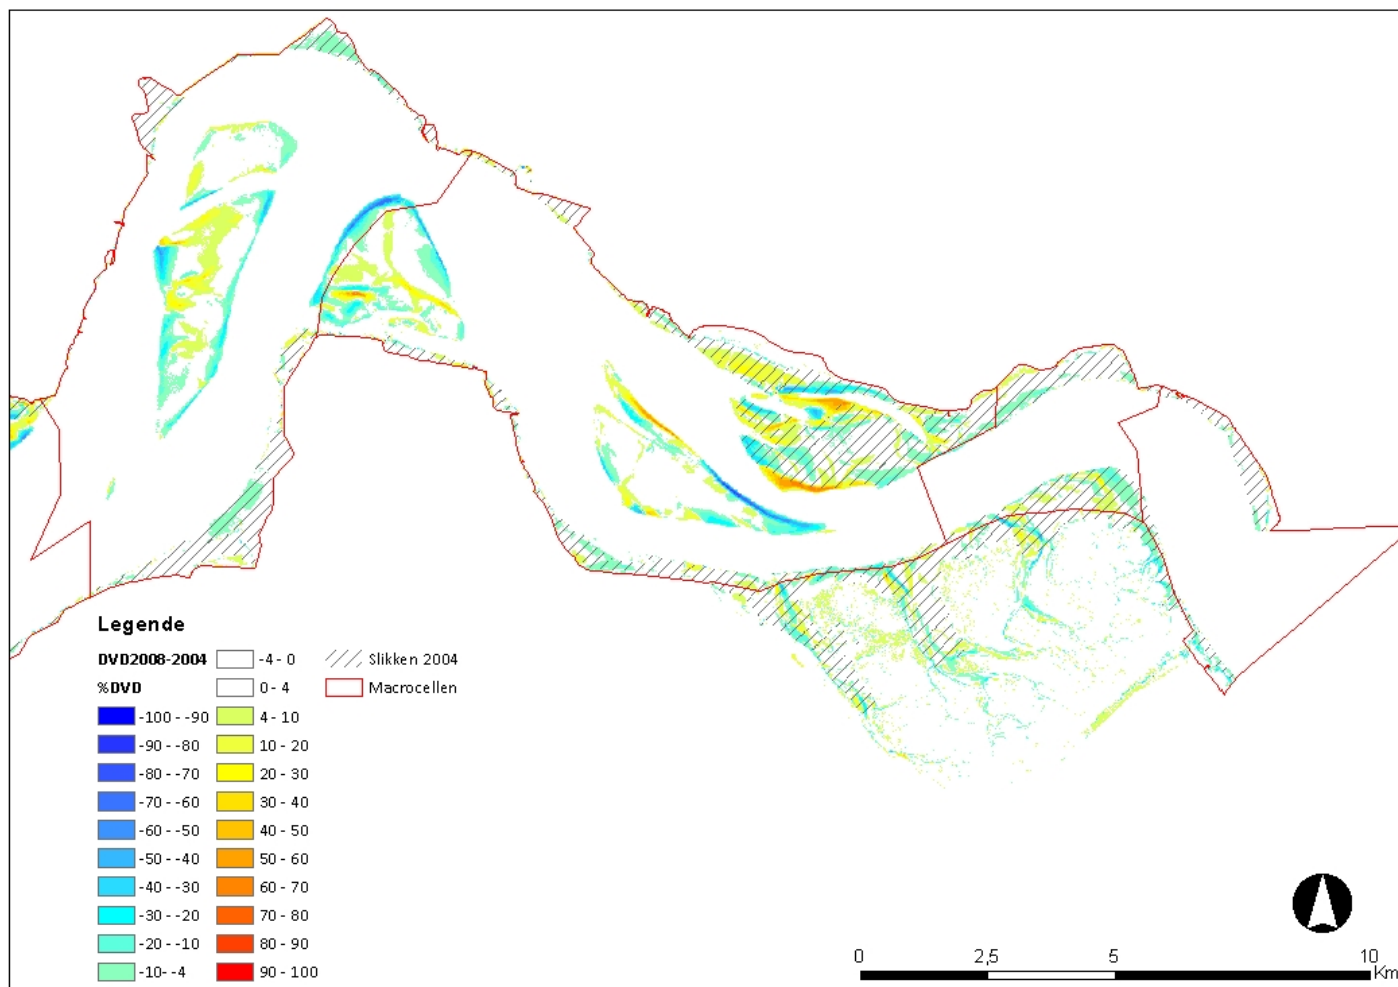 Legende
DVD2008-2004 -4 - 0 Slikken 2004
%DVD 0 - 4 Macrocellen
-100 - -90 4 - 10
-90 - -80 10 - 20
-80 - -70 20 - 30
-70 - -60 30 - 40
-60 - -50 40 - 50
-50 - -40 50 - 60
-40 - -30 60 - 70
-30 - -20 70 - 80
-20 - -10 80 - 90
-10 - -4 90 - 100
0 2,5 5 10
Km